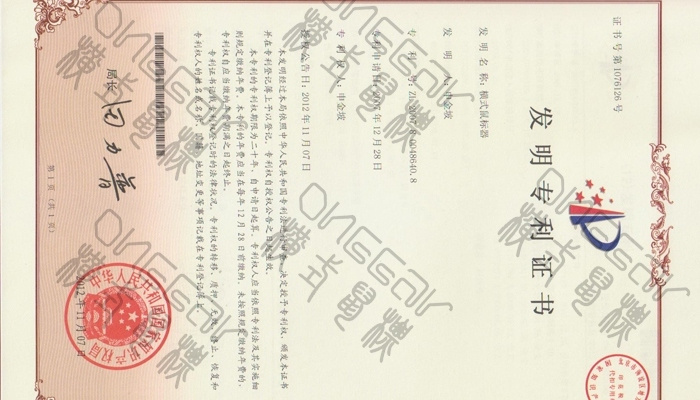 证书号第1076126号
发明专利证书
发明名称：横式鼠标器
发明人：申金坡
专利号：ZL 2007 8 0048640.8
专利申请日：2007年12月28日
专利权人：申金坡
授权公告日：2012年11月07日
本发明经过本局依照中华人民共和国专利法进行审查，决定授予专利权，颁发本证书
并在专利登记簿上予以登记。专利权自授权公告之日起生效。
本专利的专利权期限为二十年，自申请日起算。专利权人应当依照专利法及其实施细
则规定缴纳年费。本专利的年费应当在每年12月28日前缴纳。未按照规定缴纳年费的，
专利权自应当缴纳年费期满之日起终止。
专利证书记载专利权登记时的法律状况。专利权的转移、质押、无效、终止、恢复和
专利权人的姓名或名称、国籍、地址变更等事项记载在专利登记簿上。
局长
田力普
中华人民共和国国家知识产权局
2012年11月07日
第1页（共1页）
横式鼠标